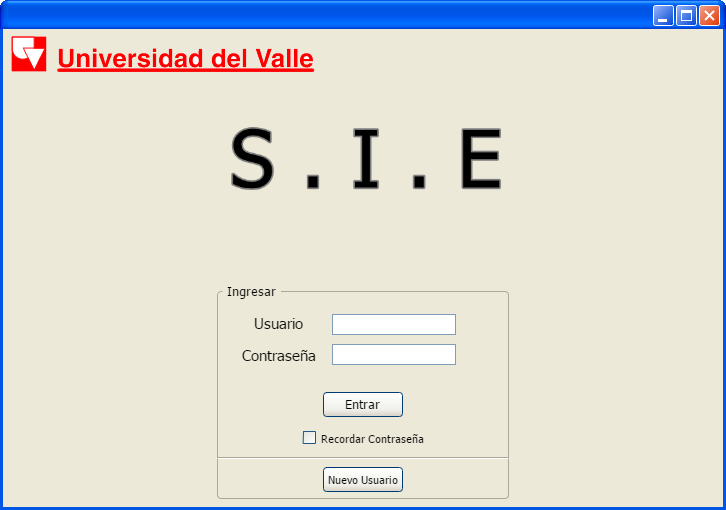 Universidad del Valle
S.I.E
Ingresar
Usuario
Contraseña
Entrar
Recordar Contraseña
Nuevo Usuario